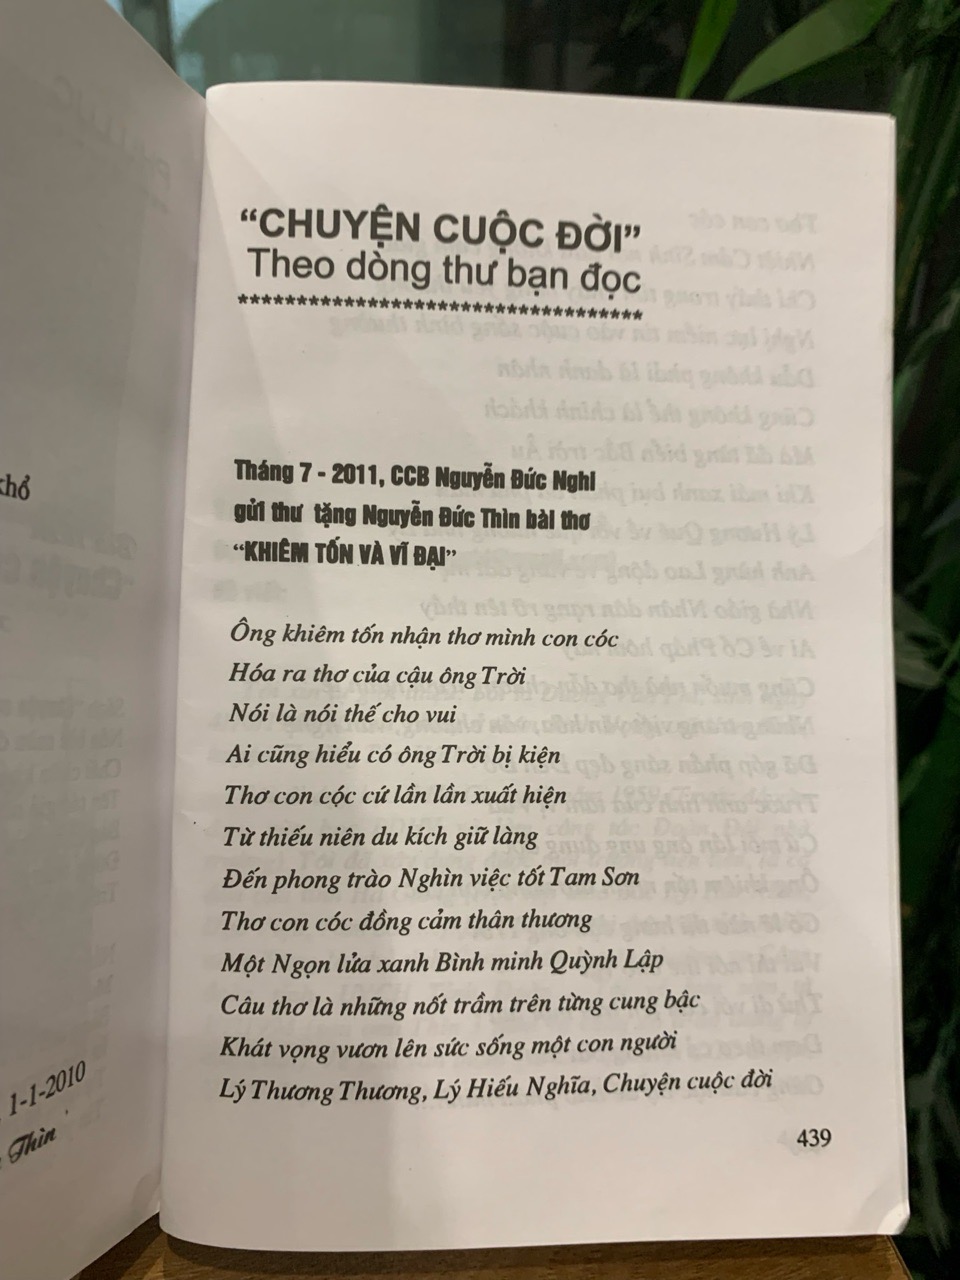 khổ
1-1-2010
Thìn
“CHUYỆN CUỘC ĐỜI”
Theo dòng thư bạn đọc
***********************************
Tháng 7 - 2011, CCB Nguyễn Đức Nghi
gửi thư tặng Nguyễn Đức Thìn bài thơ
“KHIÊM TỐN VÀ VĨ ĐẠI”
Ông khiêm tốn nhận thơ mình con cóc
Hóa ra thơ của cậu ông Trời
Nói là nói thế cho vui
Ai cũng hiểu có ông Trời bị kiện
Thơ con cộc cứ lần lần xuất hiện
Từ thiếu niên du kích giữ làng
Đến phong trào Nghìn việc tốt Tam Sơn
Thơ con cóc đồng cảm thân thương
Một Ngọn lửa xanh Bình minh Quỳnh Lập
Câu thơ là những nốt trầm trên từng cung bậc
Khát vọng vươn lên sức sống một con người
Lý Thương Thương, Lý Hiếu Nghĩa, Chuyện cuộc đời
439